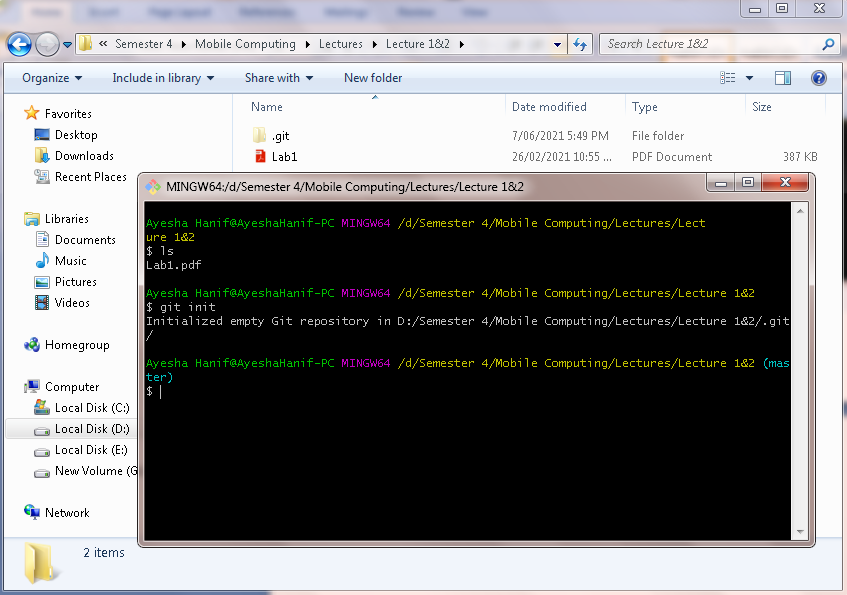 « Semester 4 ▸ Mobile Computing ▸ Lectures ▸ Lecture 1&2 ▸
Search Lecture 1&2
Organize
Include in library
Share with
New folder
Name
Date modified
Type
Size
Favorites
Desktop
Downloads
Recent Places
Libraries
Documents
Music
Pictures
Videos
Homegroup
Computer
Local Disk (C:)
Local Disk (D:)
Local Disk (E:)
New Volume (G
Network
.git 7/06/2021 5:49 PM File folder
Lab1 26/02/2021 10:55 ... PDF Document 387 KB
MINGW64:/d/Semester 4/Mobile Computing/Lectures/Lecture 1&2
Ayesha Hanif@AyeshaHanif-PC MINGW64 /d/Semester 4/Mobile Computing/Lectures/Lect
ure 1&2
$ ls
Lab1.pdf
Ayesha Hanif@AyeshaHanif-PC MINGW64 /d/Semester 4/Mobile Computing/Lectures/Lecture 1&2
$ git init
Initialized empty Git repository in D:/Semester 4/Mobile Computing/Lectures/Lecture 1&2/.git
/
Ayesha Hanif@AyeshaHanif-PC MINGW64 /d/Semester 4/Mobile Computing/Lectures/Lecture 1&2 (mas
ter)
$
2 items